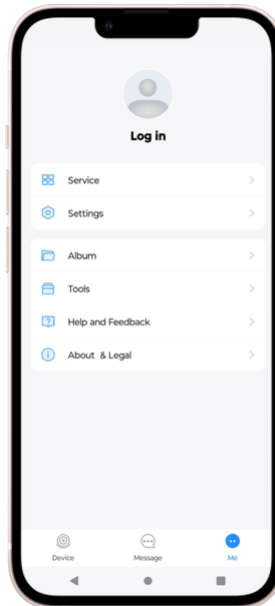 Log in
Service
Settings
Album
Tools
Help and Feedback
About & Legal
Device
Message
Me